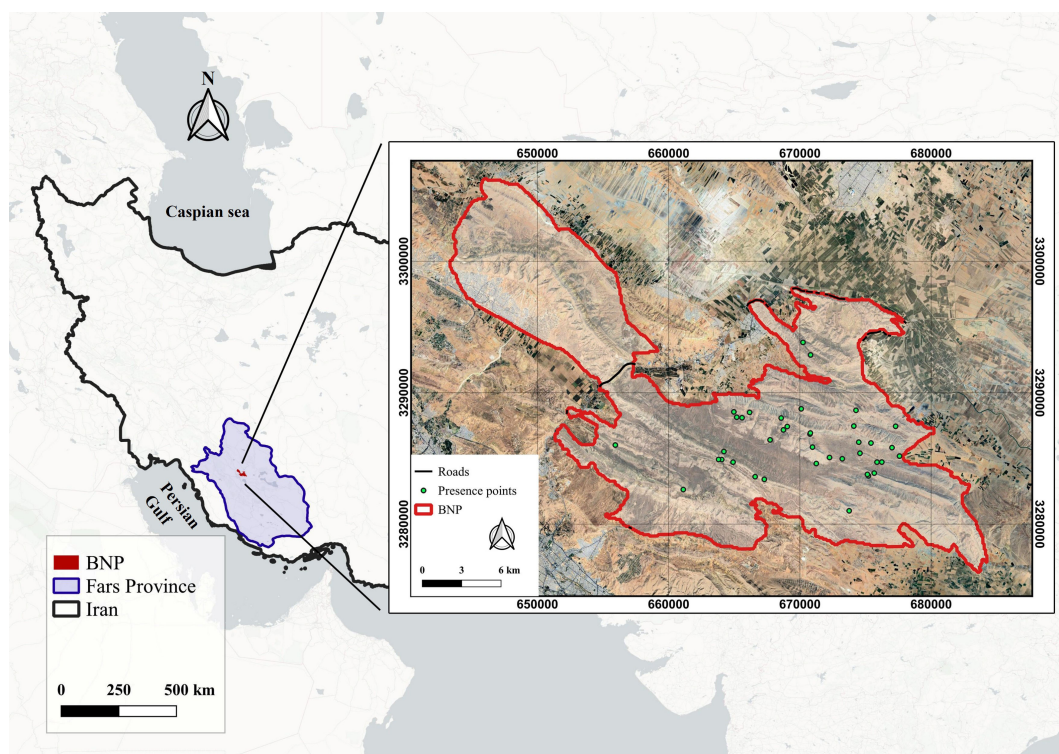 N
Caspian sea
Persian
Gulf
BNP
Fars Province
Iran
0 250 500 km
650000 660000 670000 680000
3300000
3290000
3280000
3300000
3290000
3280000
Roads
Presence points
BNP
0 3 6 km
650000 660000 670000 680000